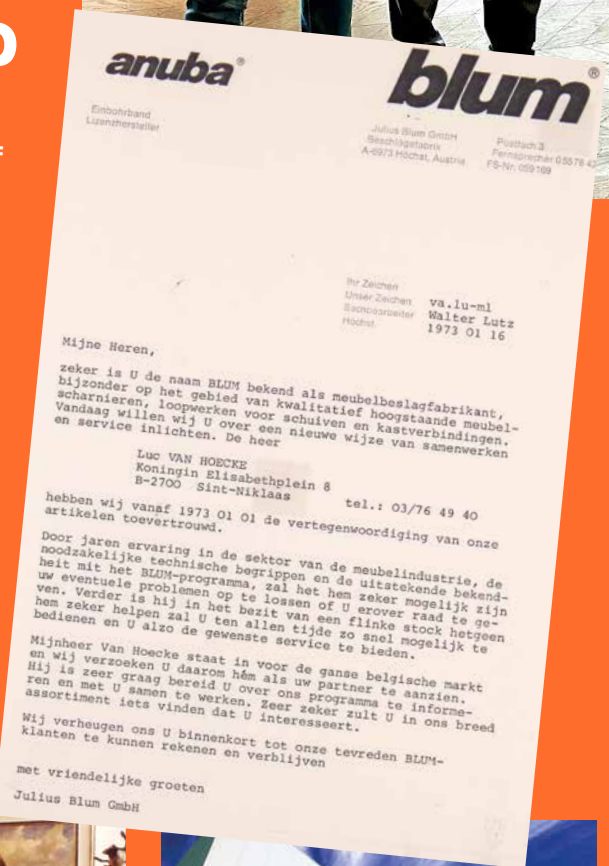 anuba®
blum®
Einbohrband
Lizenzhersteller
Julius Blum GmbH
Beschlägefabrik
A-6973 Höchst, Austria
Postfach 3
Fernsprecher 05578 43
FS-Nr. 059169
Ihr Zeichen
Unser Zeichen va.lu-ml
Sachbearbeiter Walter Lutz
Höchst, 1973 01 16
Mijne Heren,
zeker is U de naam BLUM bekend als meubelbeslagfabrikant,
bijzonder op het gebied van kwalitatief hoogstaande meubel-
scharnieren, loopwerken voor schuiven en kastverbindingen.
Vandaag willen wij U over een nieuwe wijze van samenwerken
en service inlichten. De heer
Luc VAN HOECKE
Koningin Elisabethplein 8
B-2700 Sint-Niklaas tel.: 03/76 49 40
hebben wij vanaf 1973 01 01 de vertegenwoordiging van onze
artikelen toevertrouwd.
Door jaren ervaring in de sektor van de meubelindustrie, de
noodzakelijke technische begrippen en de uitstekende bekend-
heit mit het BLUM-programma, zal het hem zeker mogelijk zijn
uw eventuele problemen op te lossen of U erover raad te ge-
ven. Verder is hij in het bezit van een flinke stock hetgeen
hem zeker helpen zal U ten allen tijde zo snel mogelijk te
bedienen en U alzo de gewenste service te bieden.
Mijnheer Van Hoecke staat in voor de ganse belgische markt
en wij verzoeken U daarom hém als uw partner te aanzien.
Hij is zeer graag bereid U over ons programma te informe-
ren en met U samen te werken. Zeer zeker zult U in ons breed
assortiment iets vinden dat U interesseert.
Wij verheugen ons U binnenkort tot onze tevreden BLUM-
klanten te kunnen rekenen en verblijven
met vriendelijke groeten
Julius Blum GmbH